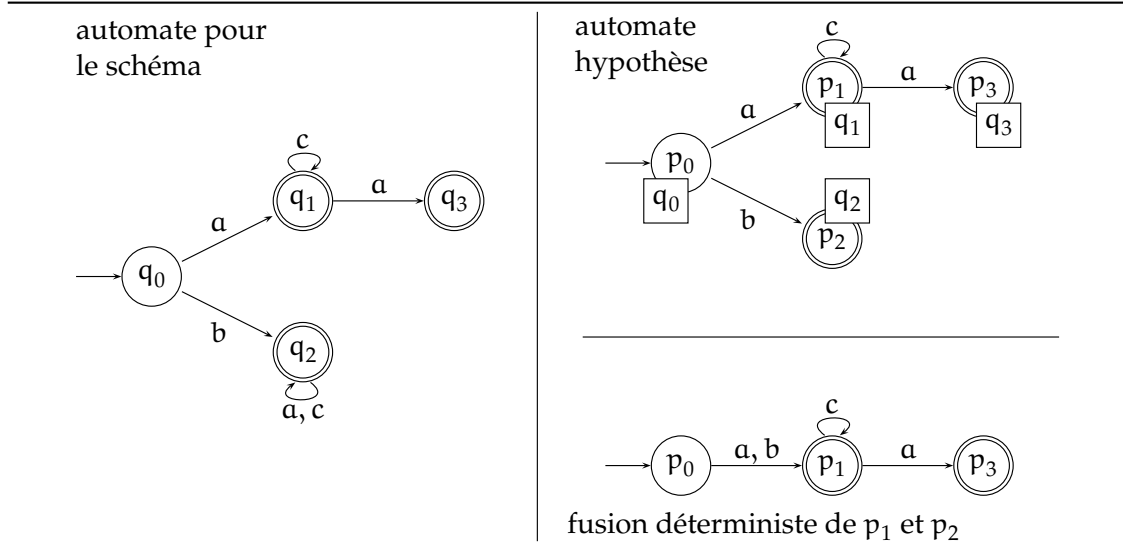 automate pour
le schéma
c
q1
a
q3
a
q0
b
q2
a, c
automate
hypothèse
c
p1
a
p3
q1
q3
a
p0
q0
b
q2
p2
c
p0
a, b
p1
a
p3
fusion déterministe de p1 et p2